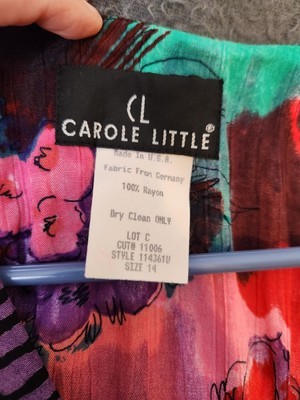 CL
CAROLE LITTLE®
Made In U.S.A.
Fabric From Germany
100% Rayon
Dry Clean ONLY
LOT C
CUT# 11006
STYLE 114361U
SIZE 14